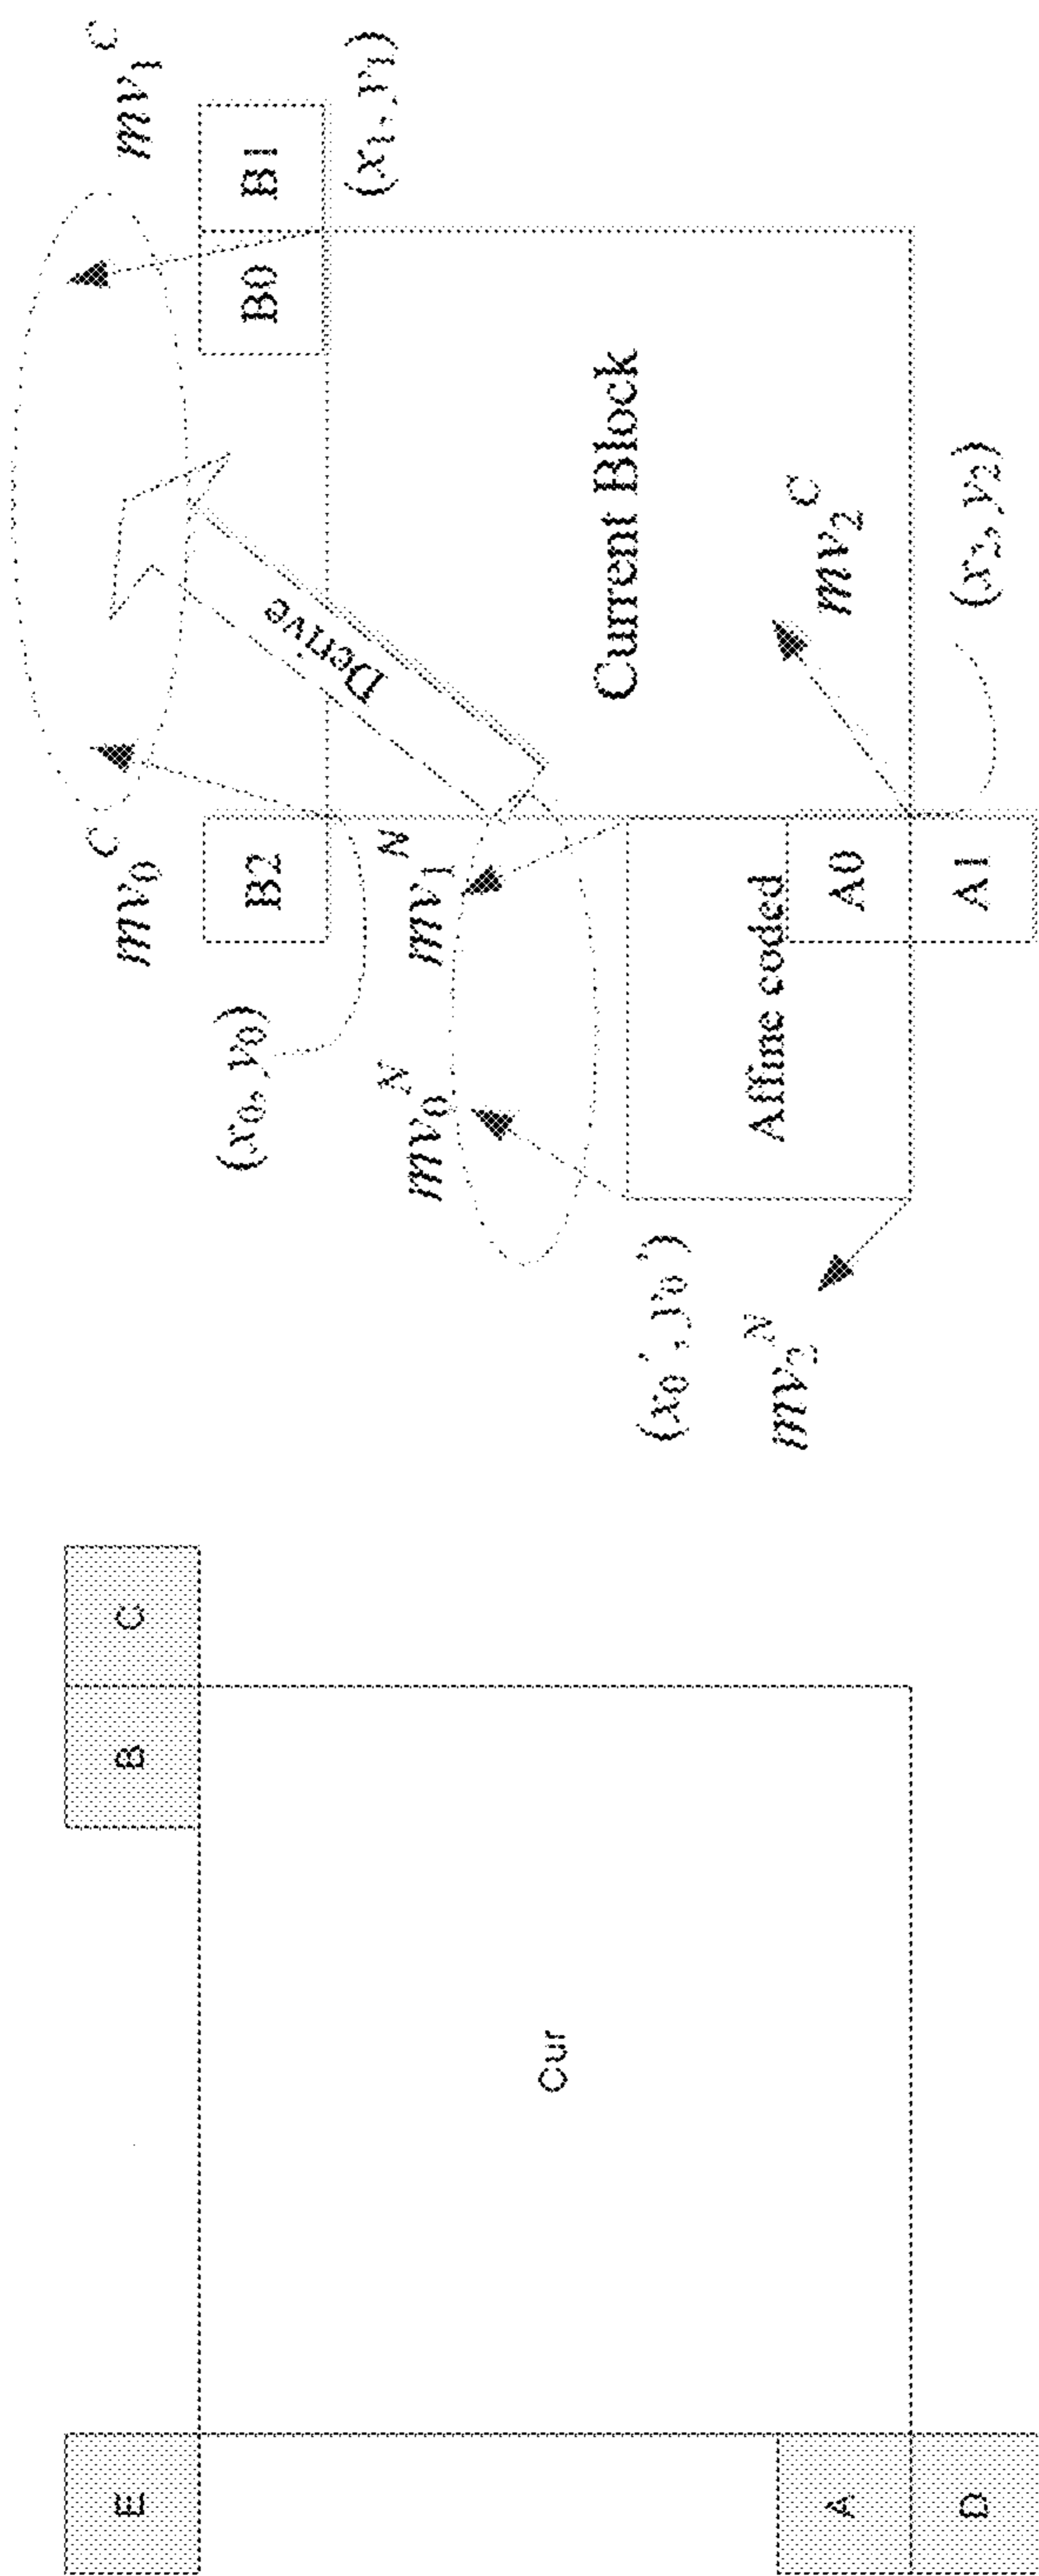 E
B
C
Cur
A
D
mv₀ᶜ
mv₁ᶜ
B2
B0
B1
(x₀, y₀)
(x₁, y₁)
Derive
mv₀ᴺ
mv₁ᴺ
Current Block
(x₀', y₀')
Affine coded
A0
mv₂ᶜ
A1
(x₂, y₂)